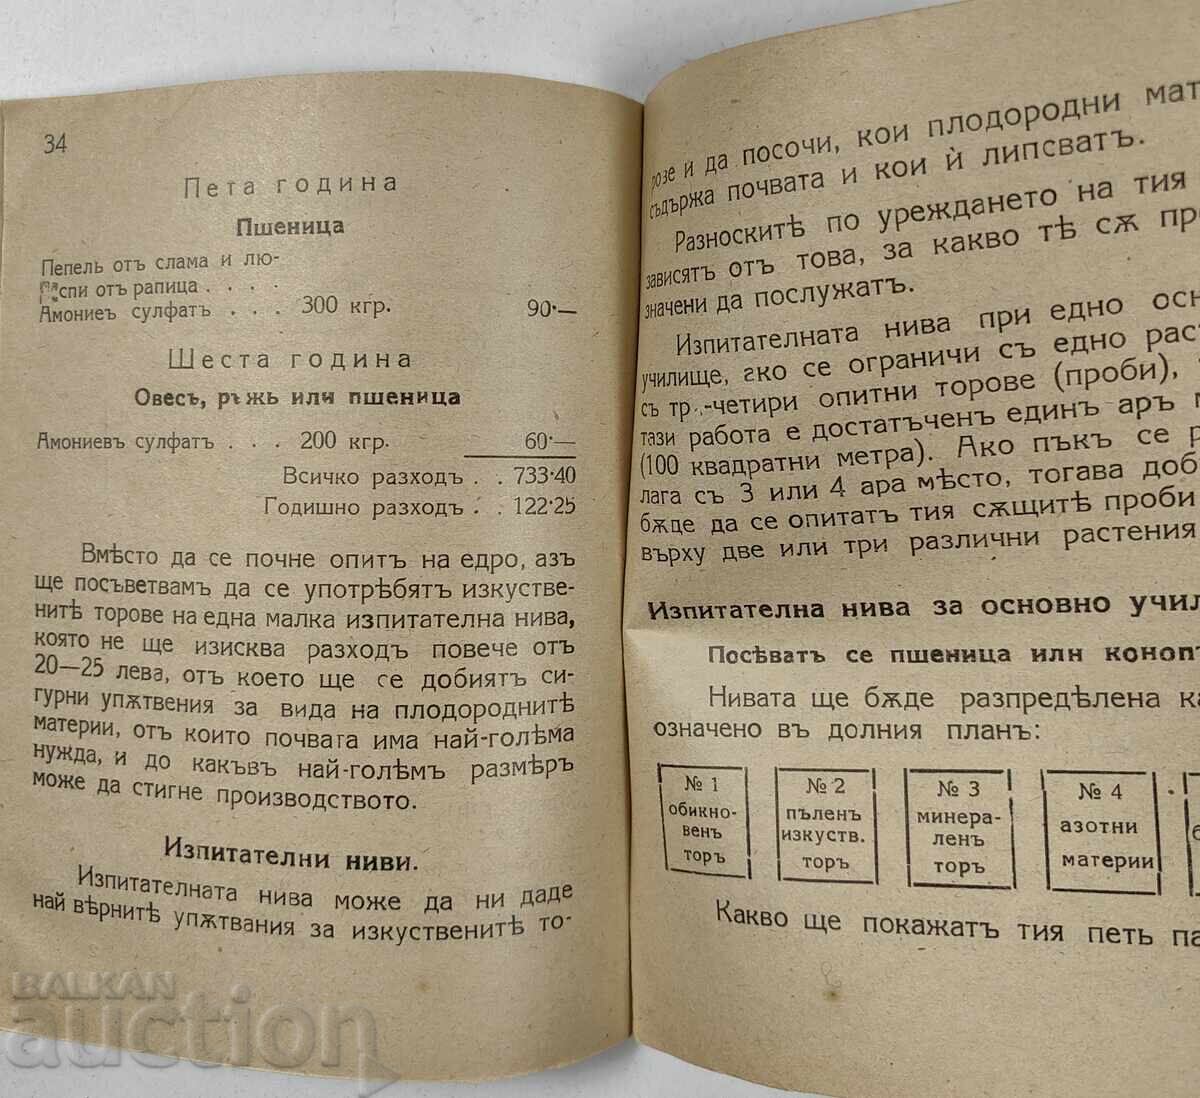 34
Пета година
Пшеница
Пепель отъ слама и лю-
спи отъ рапица . . . .
Амониевъ сулфатъ . . . 300 кгр. 90·—
Шеста година
Овесъ, ръжь или пшеница
Амониевъ сулфатъ . . . 200 кгр. 60·—
Всичко разходъ . . 733·40
Годишно разходъ . . 122·25
Вмѣсто да се почне опитъ на едро, азъ
ще посъветвамъ да се употрѣбятъ изкустве-
нитѣ торове на една малка изпитателна нива,
която не ще изисква разходъ повече отъ
20—25 лева, отъ което ще се добиятъ си-
гурни упѫтвения за вида на плодороднитѣ
материи, отъ които почвата има най-голѣма
нужда, и до какъвъ най-голѣмъ размѣръ
може да стигне производството.
Изпитателни ниви.
Изпитателната нива може да ни даде
най вѣрнитѣ упѫтвания за изкуственитѣ то-
розе и да посочи, кои плодородни мат
съдържа почвата и кои ѝ липсватъ.
Разноскитѣ по уреждането на тия
зависятъ отъ това, за какво тѣ сѫ пр
значени да послужатъ.
Изпитателната нива при едно осн
училище, ако се ограничи съ едно раст
съ три-четири опитни торове (проби),
тази работа е достатъченъ единъ аръ м
(100 квадратни метра). Ако пъкъ се р
лага съ 3 или 4 ара мѣсто, тогава доб
бѫде да се опитатъ тия сѫщитѣ проби
върху две или три различни растения
Изпитателна нива за основно учил
Посѣватъ се пшеница или коноп
Нивата ще бѫде разпредѣлена ка
означено въ долния планъ:
№ 1
обикно-
венъ
торъ
№ 2
пъленъ
изкуств.
торъ
№ 3
минера-
ленъ
торъ
№ 4
азотни
материи
Какво ще покажатъ тия петь па
BALKAN
auction